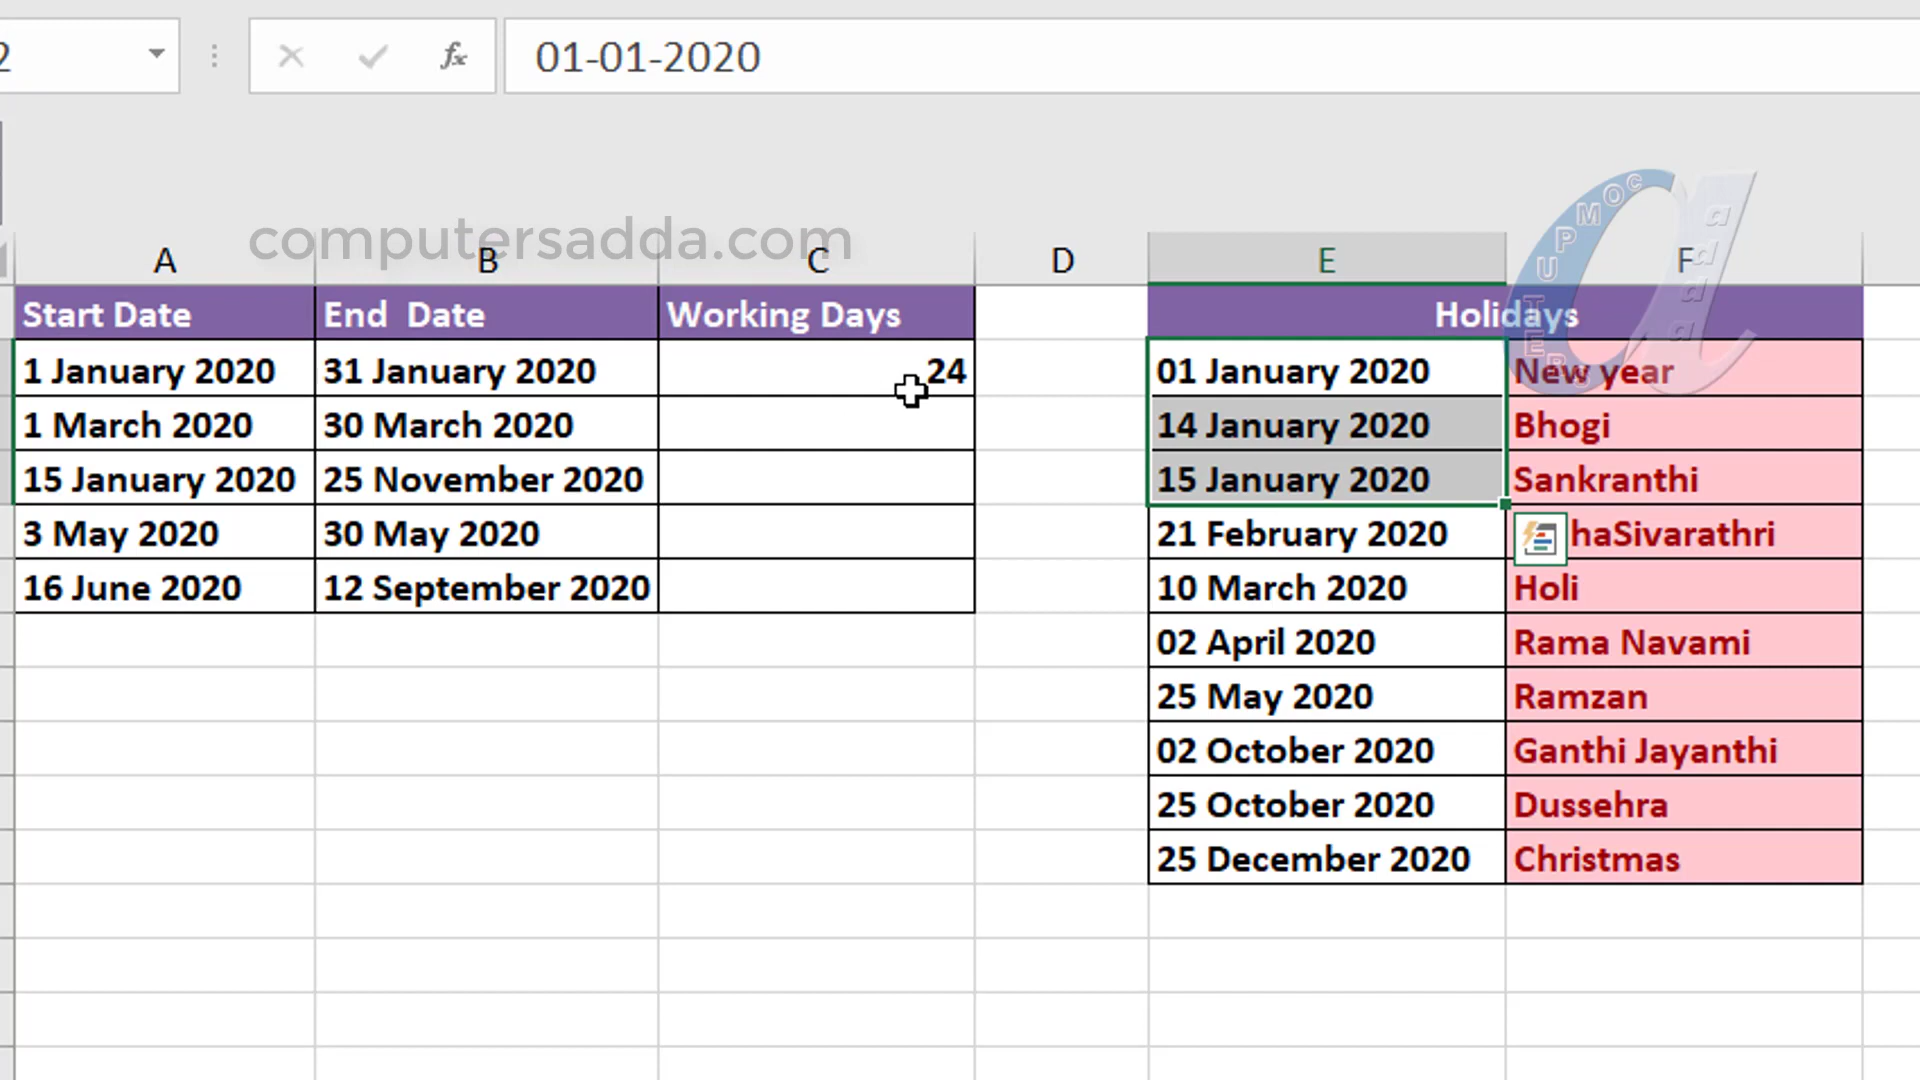 2
fx
01-01-2020
computersadda.com
COMPUTERS adda
A B C D E F
Start Date End Date Working Days Holidays
1 January 2020 31 January 2020 24 01 January 2020 New year
1 March 2020 30 March 2020 14 January 2020 Bhogi
15 January 2020 25 November 2020 15 January 2020 Sankranthi
3 May 2020 30 May 2020 21 February 2020 haSivarathri
16 June 2020 12 September 2020 10 March 2020 Holi
02 April 2020 Rama Navami
25 May 2020 Ramzan
02 October 2020 Ganthi Jayanthi
25 October 2020 Dussehra
25 December 2020 Christmas